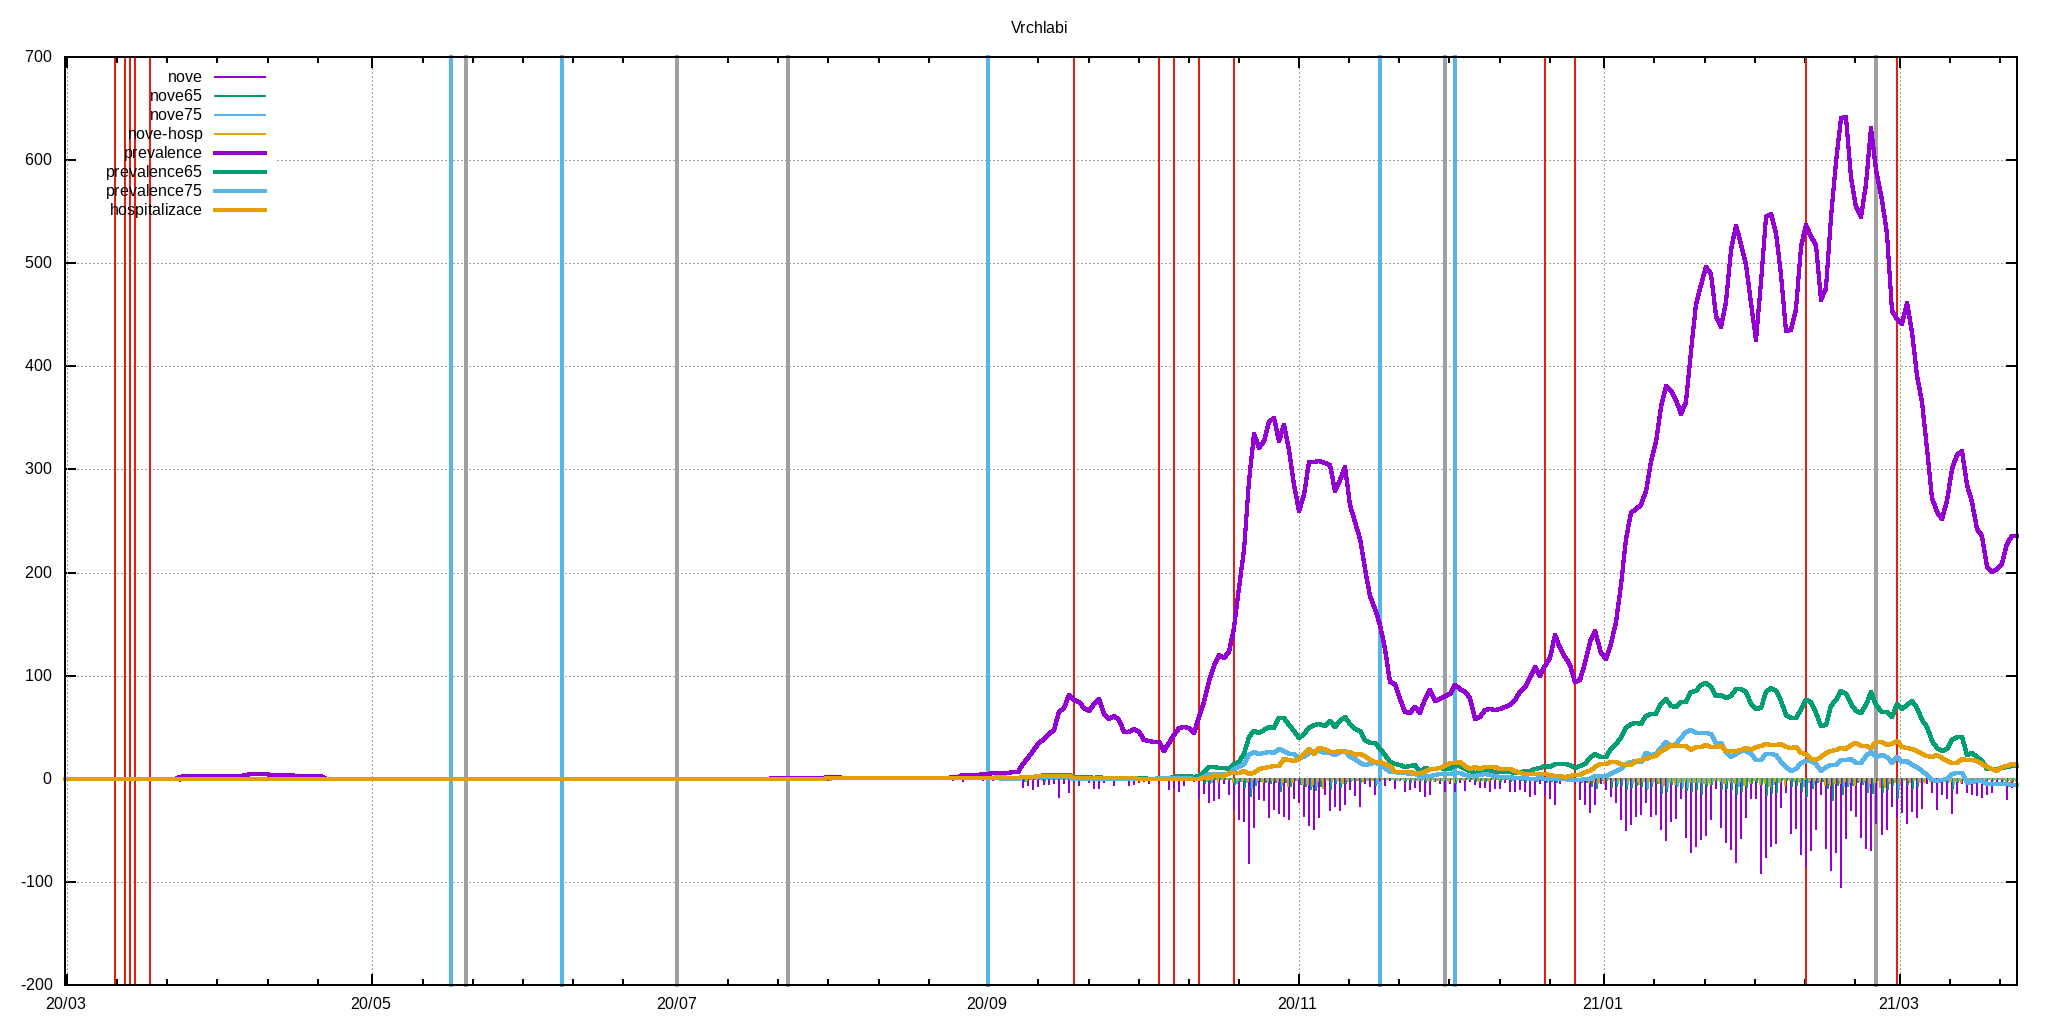 Vrchlabi
700
600
500
400
300
200
100
0
-100
-200
nove
nove65
nove75
nove-hosp
prevalence
prevalence65
prevalence75
hospitalizace
20/03 20/05 20/07 20/09 20/11 21/01 21/03